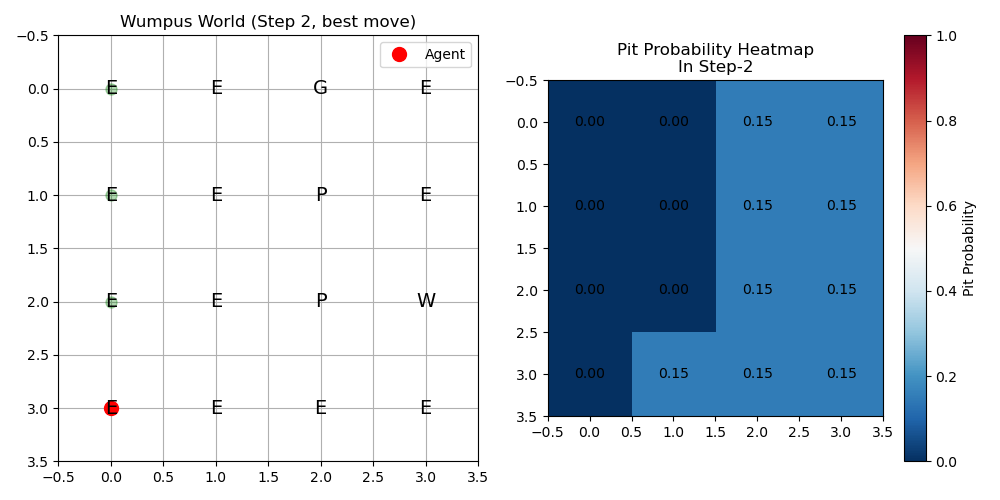 Wumpus World (Step 2, best move)
Agent
−0.5
0.0 E E G E
0.5
1.0 E E P E
1.5
2.0 E E P W
2.5
3.0 E E E E
3.5
−0.5 0.0 0.5 1.0 1.5 2.0 2.5 3.0 3.5
Pit Probability Heatmap
In Step-2
−0.5
0.0 0.00 0.00 0.15 0.15
0.5
1.0 0.00 0.00 0.15 0.15
1.5
2.0 0.00 0.00 0.15 0.15
2.5
3.0 0.00 0.15 0.15 0.15
3.5
−0.5 0.0 0.5 1.0 1.5 2.0 2.5 3.0 3.5
1.0
0.8
0.6
0.4
0.2
0.0
Pit Probability